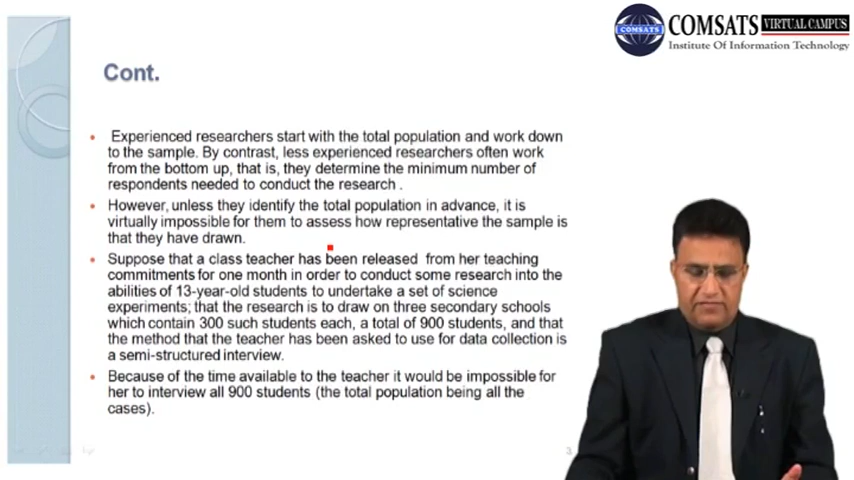 COMSATS
COMSATS VIRTUAL CAMPUS
Institute Of Information Technology
Cont.
Experienced researchers start with the total population and work down
to the sample. By contrast, less experienced researchers often work
from the bottom up, that is, they determine the minimum number of
respondents needed to conduct the research .
However, unless they identify the total population in advance, it is
virtually impossible for them to assess how representative the sample is
that they have drawn.
Suppose that a class teacher has been released from her teaching
commitments for one month in order to conduct some research into the
abilities of 13-year-old students to undertake a set of science
experiments; that the research is to draw on three secondary schools
which contain 300 such students each, a total of 900 students, and that
the method that the teacher has been asked to use for data collection is
a semi-structured interview.
Because of the time available to the teacher it would be impossible for
her to interview all 900 students (the total population being all the
cases).
3